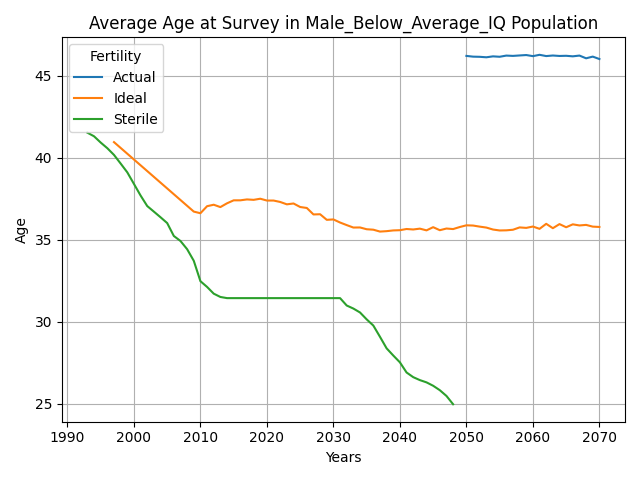 Average Age at Survey in Male_Below_Average_IQ Population
Fertility
Actual
Ideal
Sterile
Age
45
40
35
30
25
1990 2000 2010 2020 2030 2040 2050 2060 2070
Years